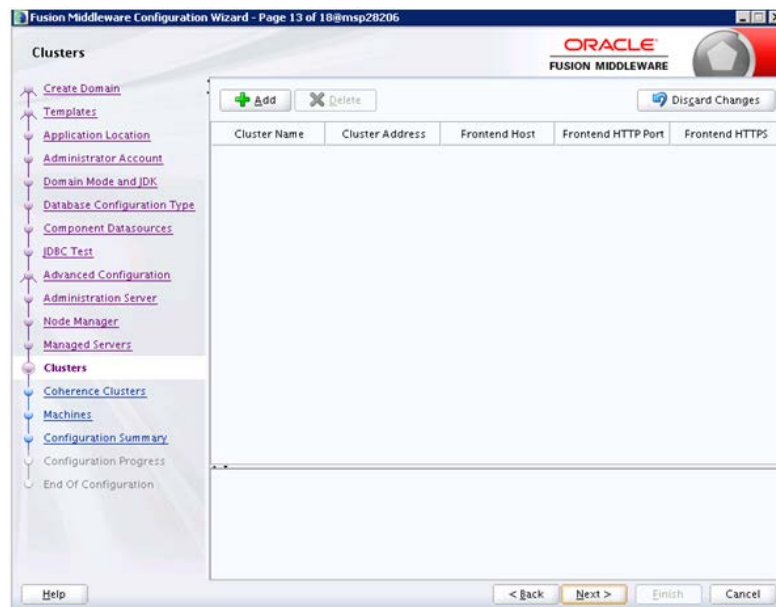 Fusion Middleware Configuration Wizard - Page 13 of 18@msp28206
Clusters
ORACLE
FUSION MIDDLEWARE
Create Domain
Templates
Application Location
Administrator Account
Domain Mode and JDK
Database Configuration Type
Component Datasources
JDBC Test
Advanced Configuration
Administration Server
Node Manager
Managed Servers
Clusters
Coherence Clusters
Machines
Configuration Summary
Configuration Progress
End Of Configuration
Add Delete Discard Changes
Cluster Name Cluster Address Frontend Host Frontend HTTP Port Frontend HTTPS
Help < Back Next > Finish Cancel